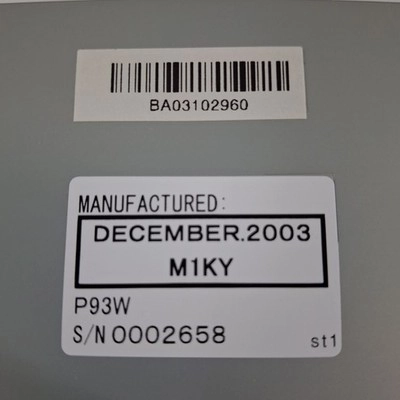 BA03102960
MANUFACTURED:
DECEMBER.2003
M1KY
P93W
S/N 0002658
st1